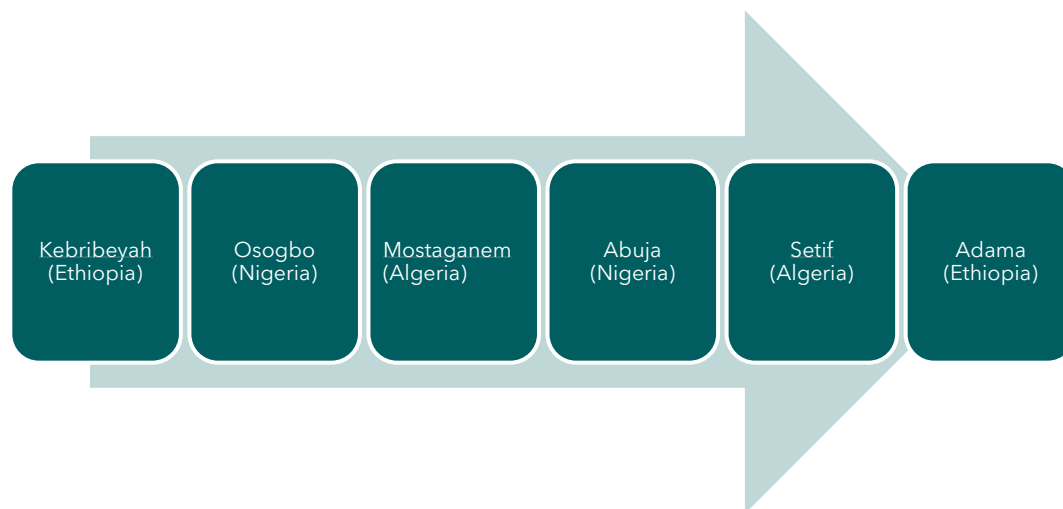 Kebribeyah
(Ethiopia)
Osogbo
(Nigeria)
Mostaganem
(Algeria)
Abuja
(Nigeria)
Setif
(Algeria)
Adama
(Ethiopia)